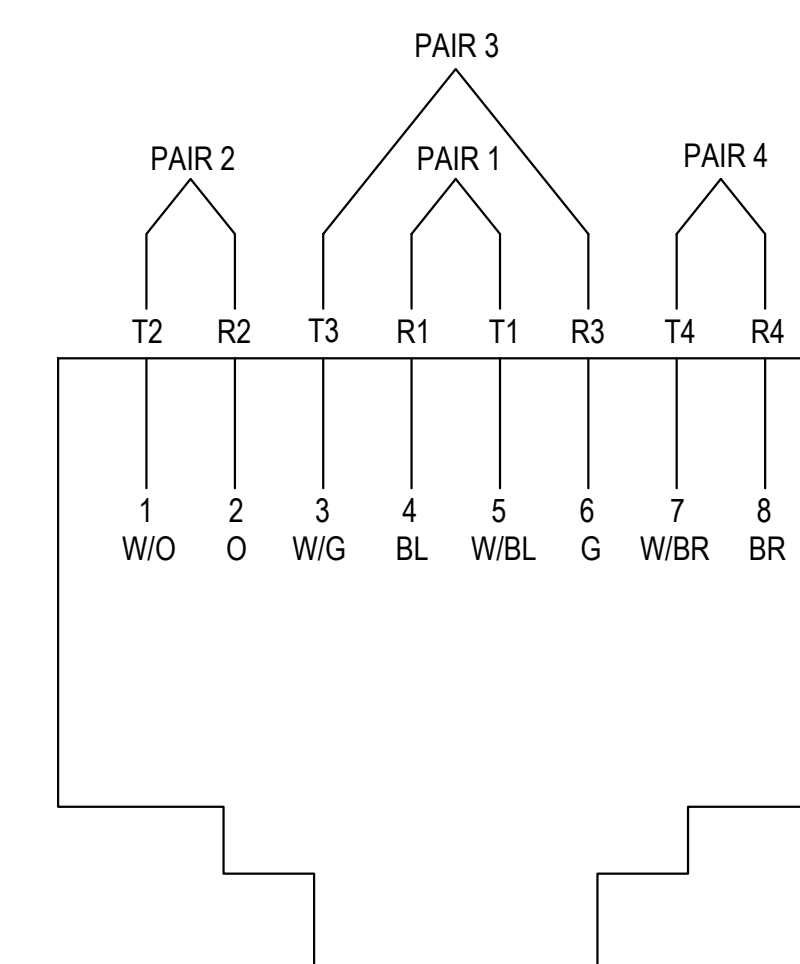 PAIR 3
PAIR 2 PAIR 1 PAIR 4
T2 R2 T3 R1 T1 R3 T4 R4
1 2 3 4 5 6 7 8
W/O O W/G BL W/BL G W/BR BR